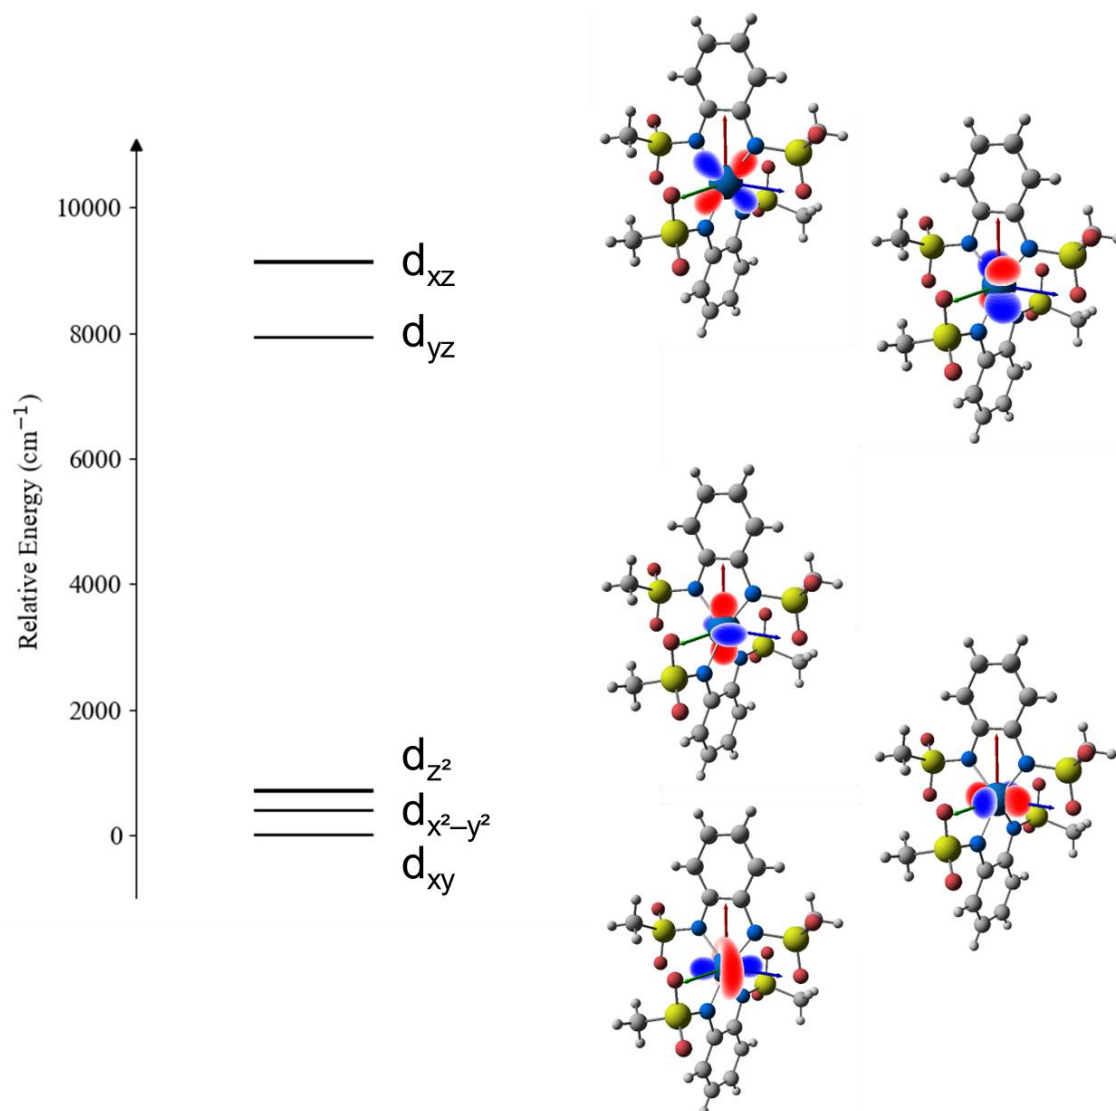 10000
d_xz
8000
d_yz
6000
Relative Energy (cm⁻¹)
4000
2000
d_z²
d_x²–y²
0
d_xy